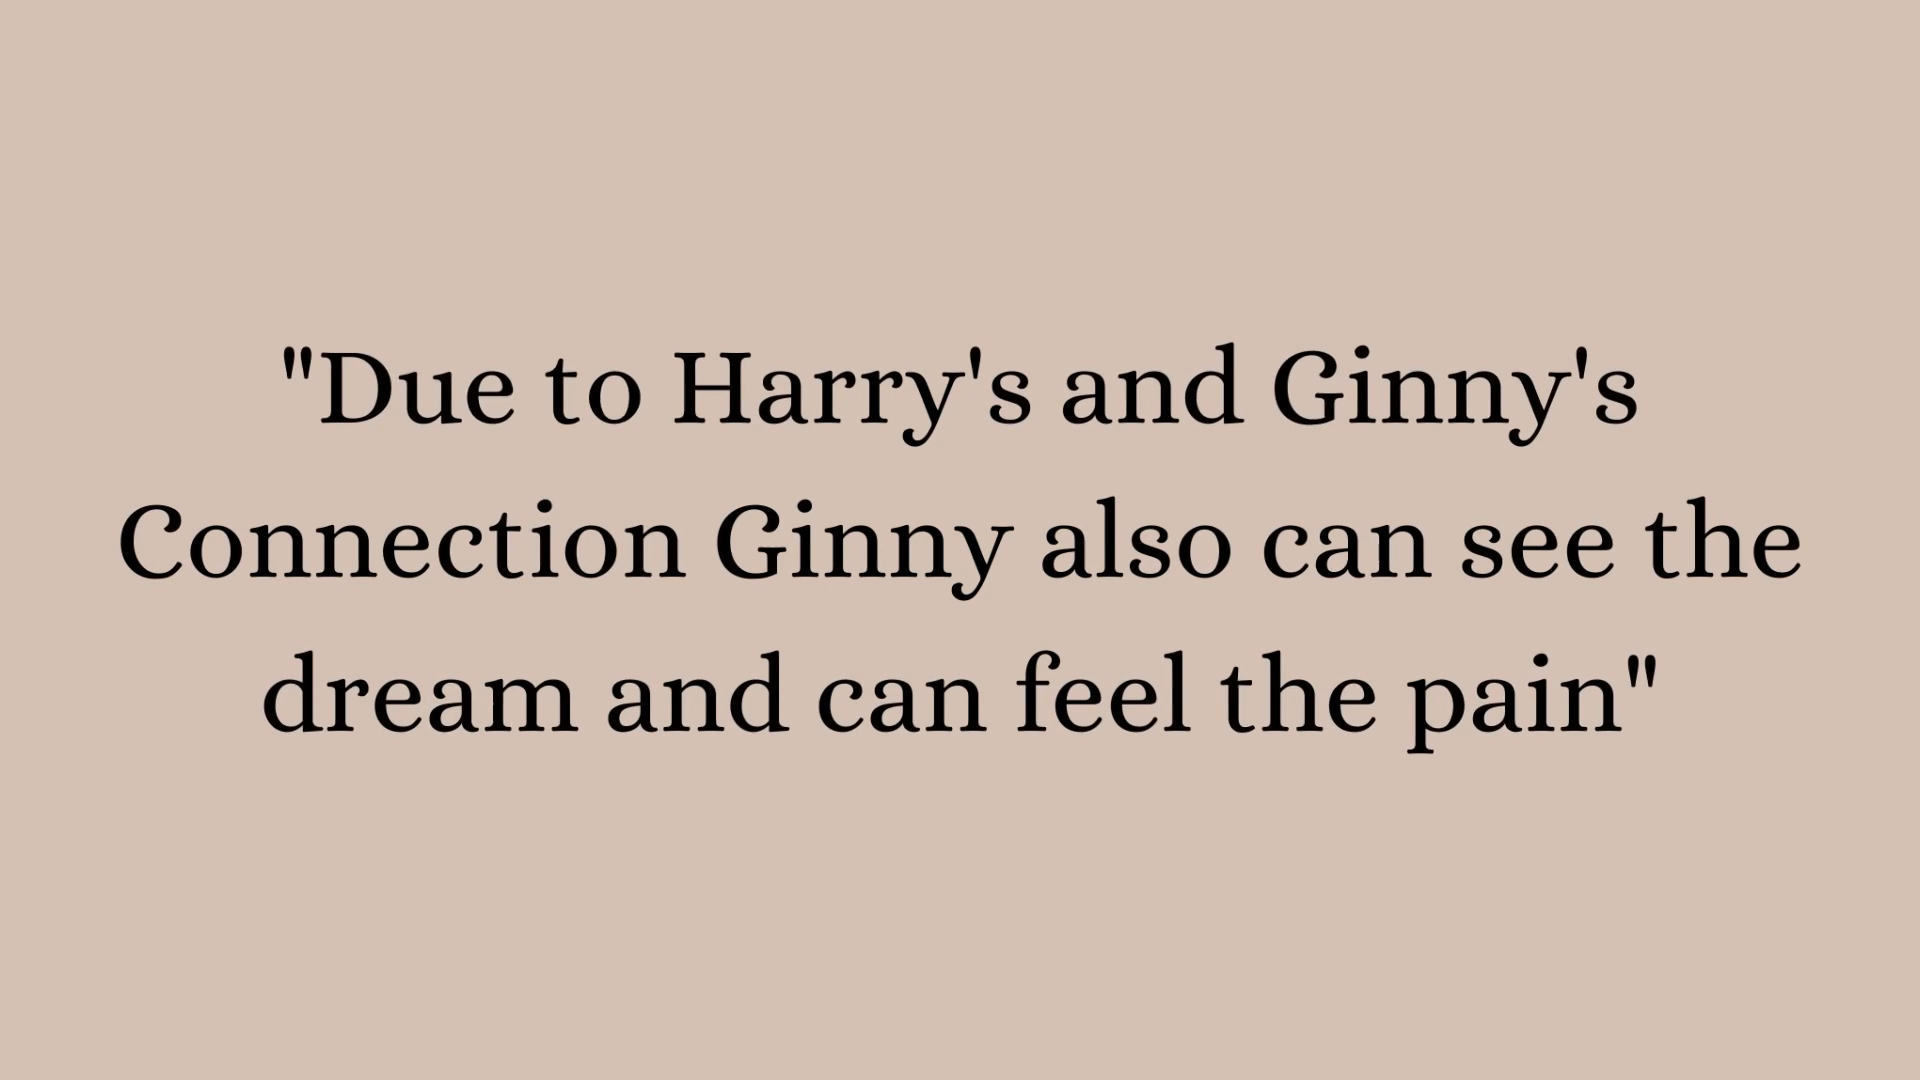 "Due to Harry's and Ginny's
Connection Ginny also can see the
dream and can feel the pain"